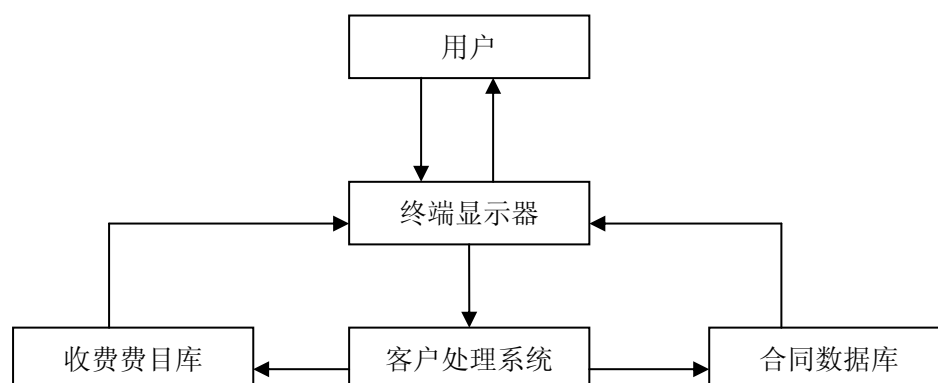 用户
终端显示器
收费费目库
客户处理系统
合同数据库